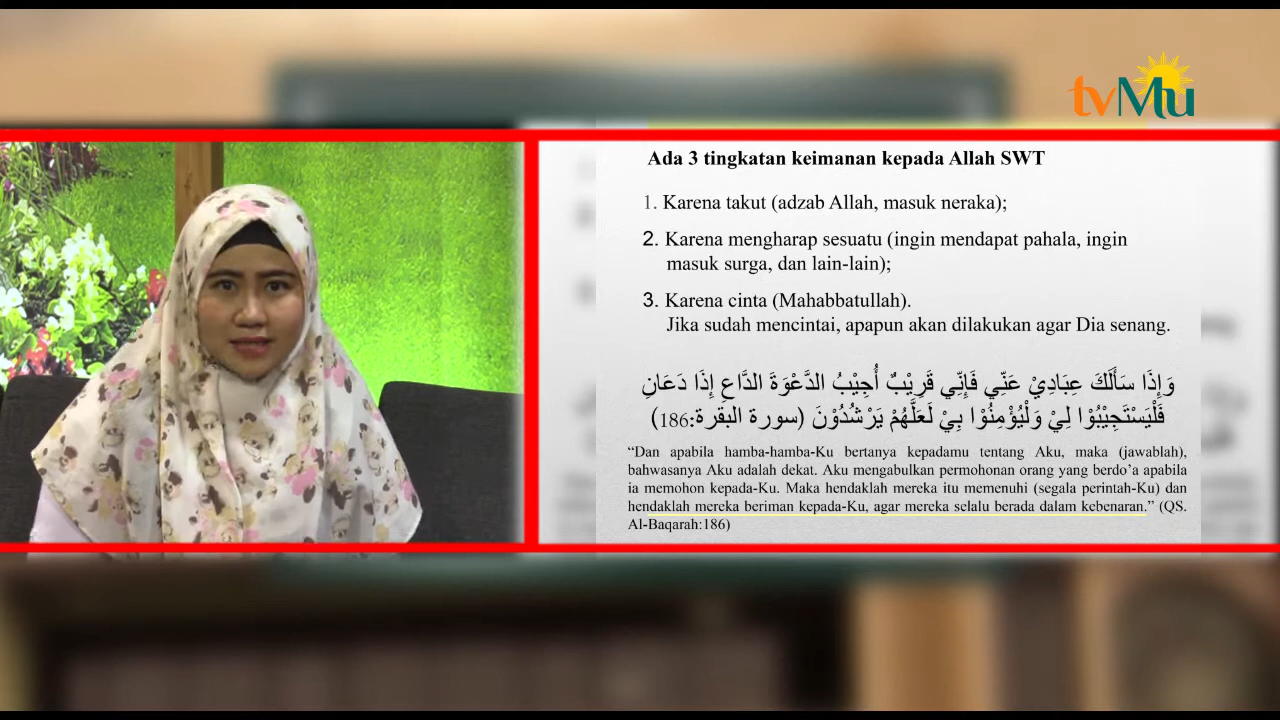 tvMu
Ada 3 tingkatan keimanan kepada Allah SWT
1. Karena takut (adzab Allah, masuk neraka);
2. Karena mengharap sesuatu (ingin mendapat pahala, ingin
masuk surga, dan lain-lain);
3. Karena cinta (Mahabbatullah).
Jika sudah mencintai, apapun akan dilakukan agar Dia senang.
وَإِذَا سَأَلَكَ عِبَادِيْ عَنِّي فَإِنِّي قَرِيْبٌ أُجِيْبُ الدَّعْوَةَ الدَّاعِ إِذَا دَعَانِ
فَلْيَسْتَجِيْبُوْا لِيْ وَلْيُؤْمِنُوْا بِيْ لَعَلَّهُمْ يَرْشُدُوْنَ (سورة البقرة:186)
“Dan apabila hamba-hamba-Ku bertanya kepadamu tentang Aku, maka (jawablah),
bahwasanya Aku adalah dekat. Aku mengabulkan permohonan orang yang berdo’a apabila
ia memohon kepada-Ku. Maka hendaklah mereka itu memenuhi (segala perintah-Ku) dan
hendaklah mereka beriman kepada-Ku, agar mereka selalu berada dalam kebenaran.” (QS.
Al-Baqarah:186)